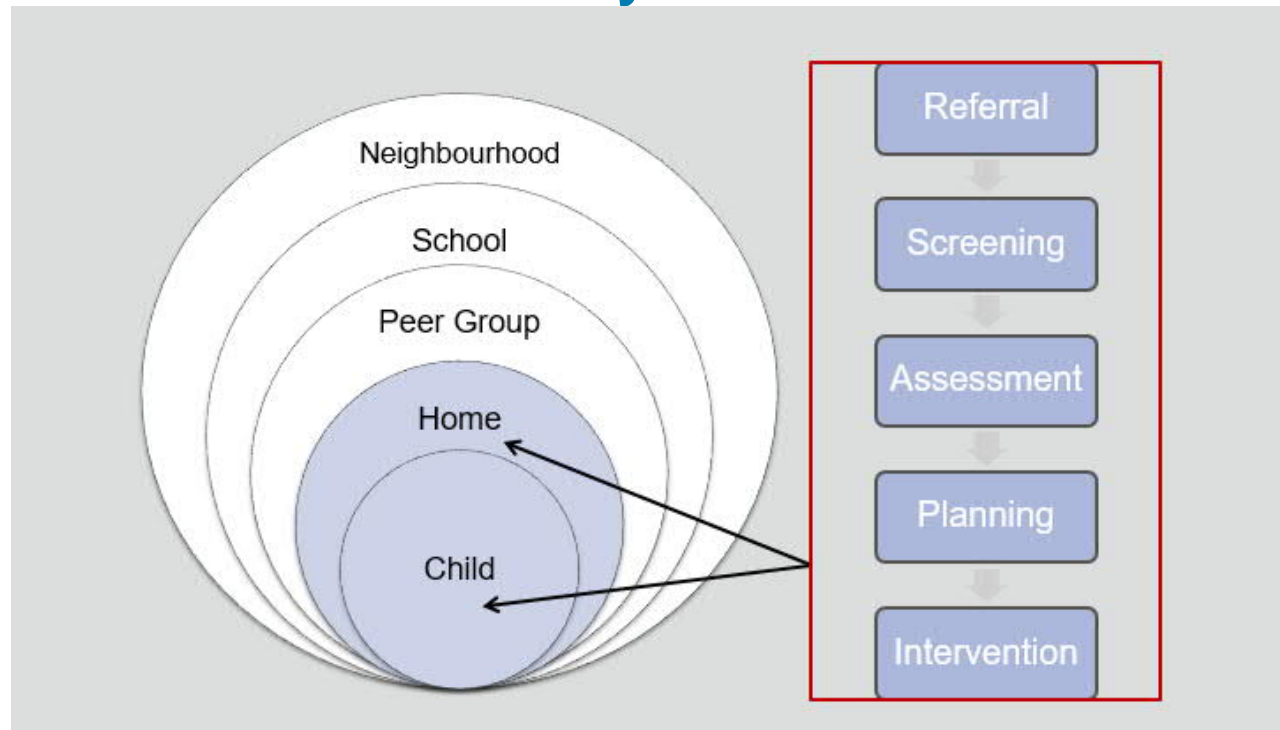 Neighbourhood
School
Peer Group
Home
Child
Referral
Screening
Assessment
Planning
Intervention